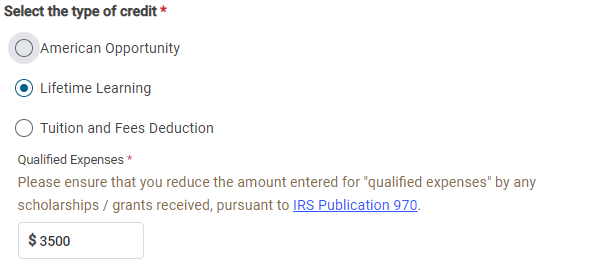 Select the type of credit *
American Opportunity
Lifetime Learning
Tuition and Fees Deduction
Qualified Expenses *
Please ensure that you reduce the amount entered for "qualified expenses" by any
scholarships / grants received, pursuant to IRS Publication 970.
$ 3500